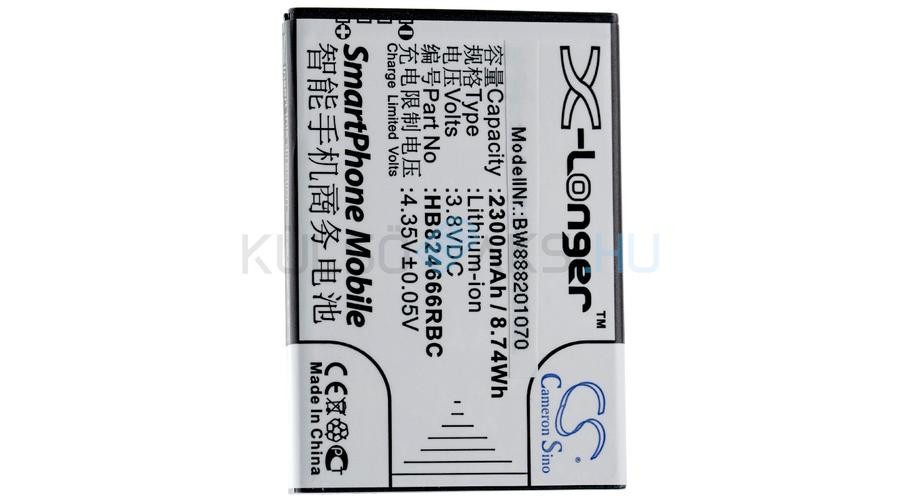 X-Longer™
ModellNr.:BW888201070
容量Capacity :2300mAh / 8.74Wh
规格Type :Lithium-ion
电压Volts :3.8VDC
编号Part No :HB824666RBC
充电限制电压 :4.35V±0.05V
Charge Limited Volts
SmartPhone Mobile
智能手机商务电池
CS
Cameron Sino
CE
Made In China